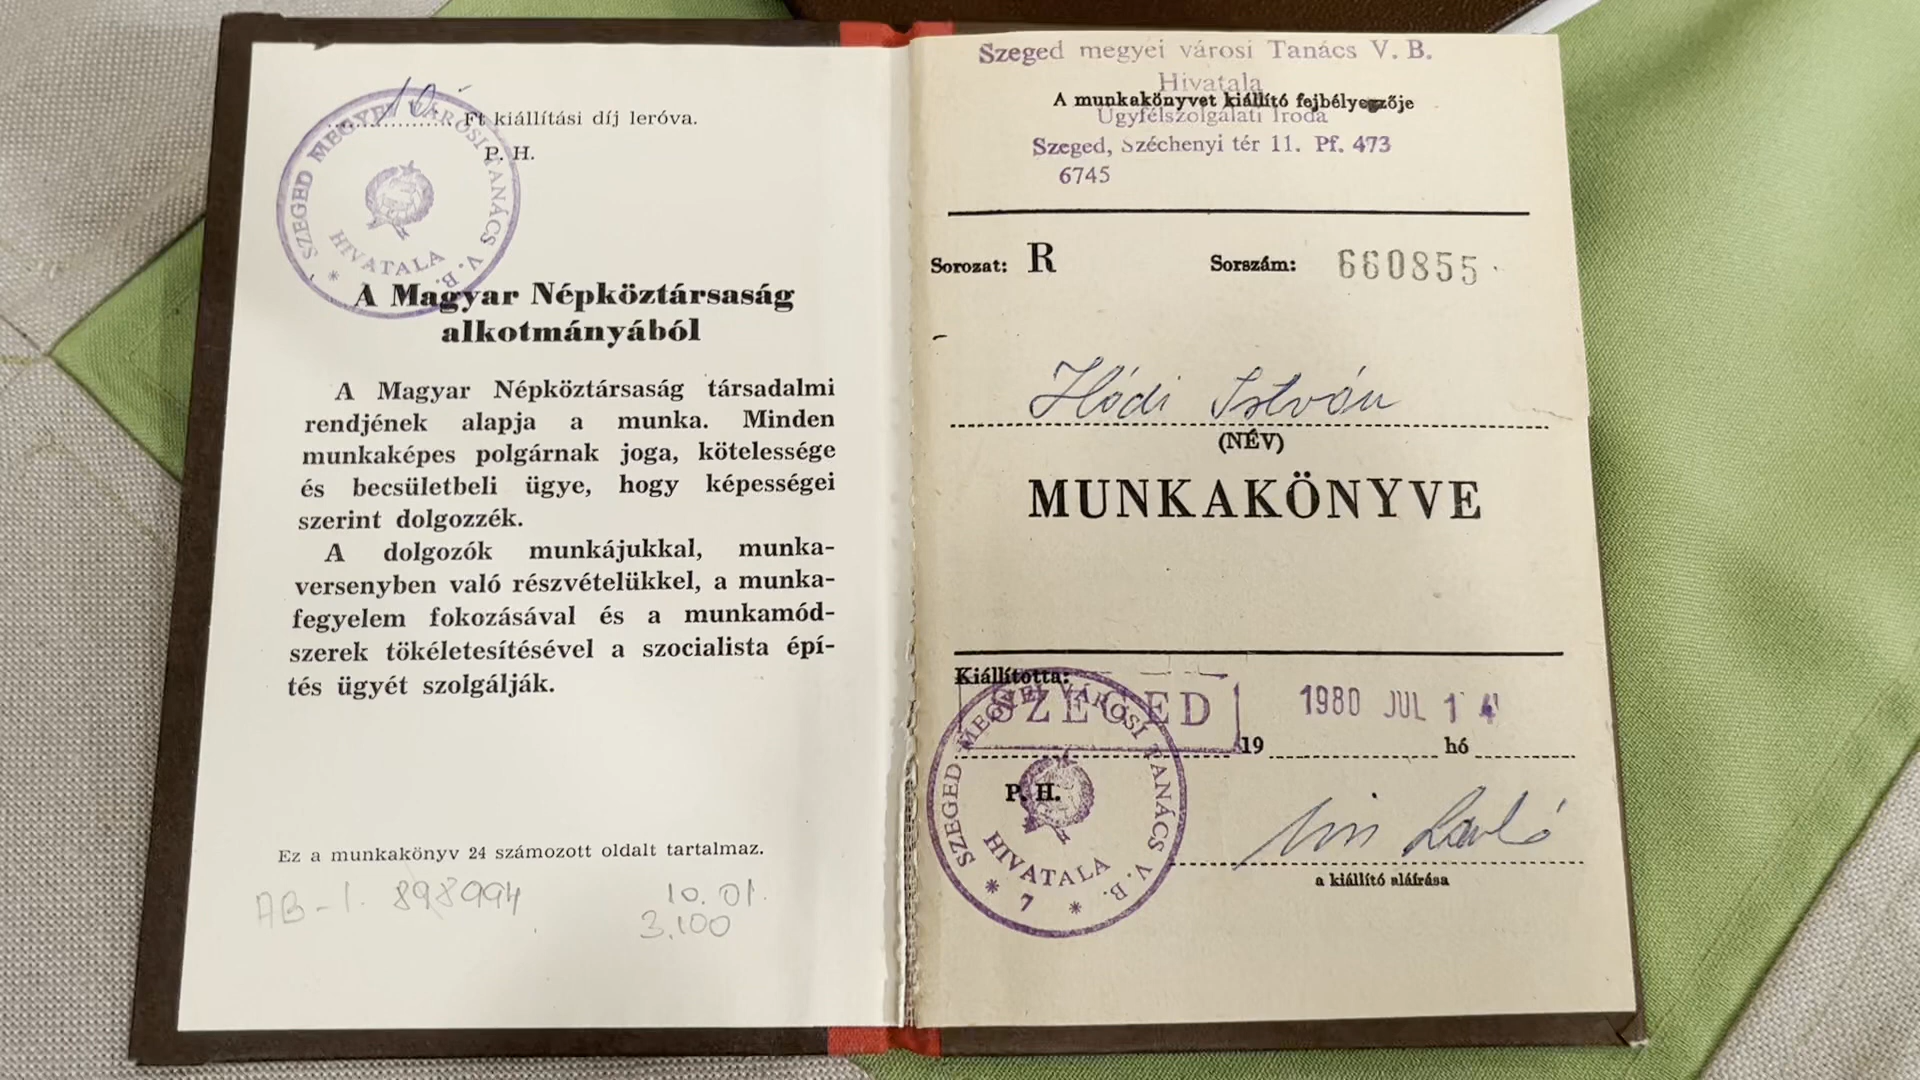 10.- Ft kiállítási díj leróva.
P. H.
SZEGED MEGYEI VÁROSI TANÁCS V. B.
HIVATALA
A Magyar Népköztársaság
alkotmányából
A Magyar Népköztársaság társadalmi
rendjének alapja a munka. Minden
munkaképes polgárnak joga, kötelessége
és becsületbeli ügye, hogy képességei
szerint dolgozzék.
A dolgozók munkájukkal, munka-
versenyben való részvételükkel, a munka-
fegyelem fokozásával és a munkamód-
szerek tökéletesítésével a szocialista épí-
tés ügyét szolgálják.
Ez a munkakönyv 24 számozott oldalt tartalmaz.
AB-I. 898994
10.01.
3.100
Szeged megyei városi Tanács V. B.
Hivatala
A munkakönyvet kiállító fejbélyegzője
Ügyfélszolgálati Iroda
Szeged, Széchenyi tér 11. Pf. 473
6745
Sorozat: R Sorszám: 660855
Hódi István
(NÉV)
MUNKAKÖNYVE
Kiállította:
SZEGED 1980 JUL 14
19 hó
P. H.
SZEGED MEGYEI VÁROSI TANÁCS V. B.
HIVATALA
* 7 *
a kiállító aláírása